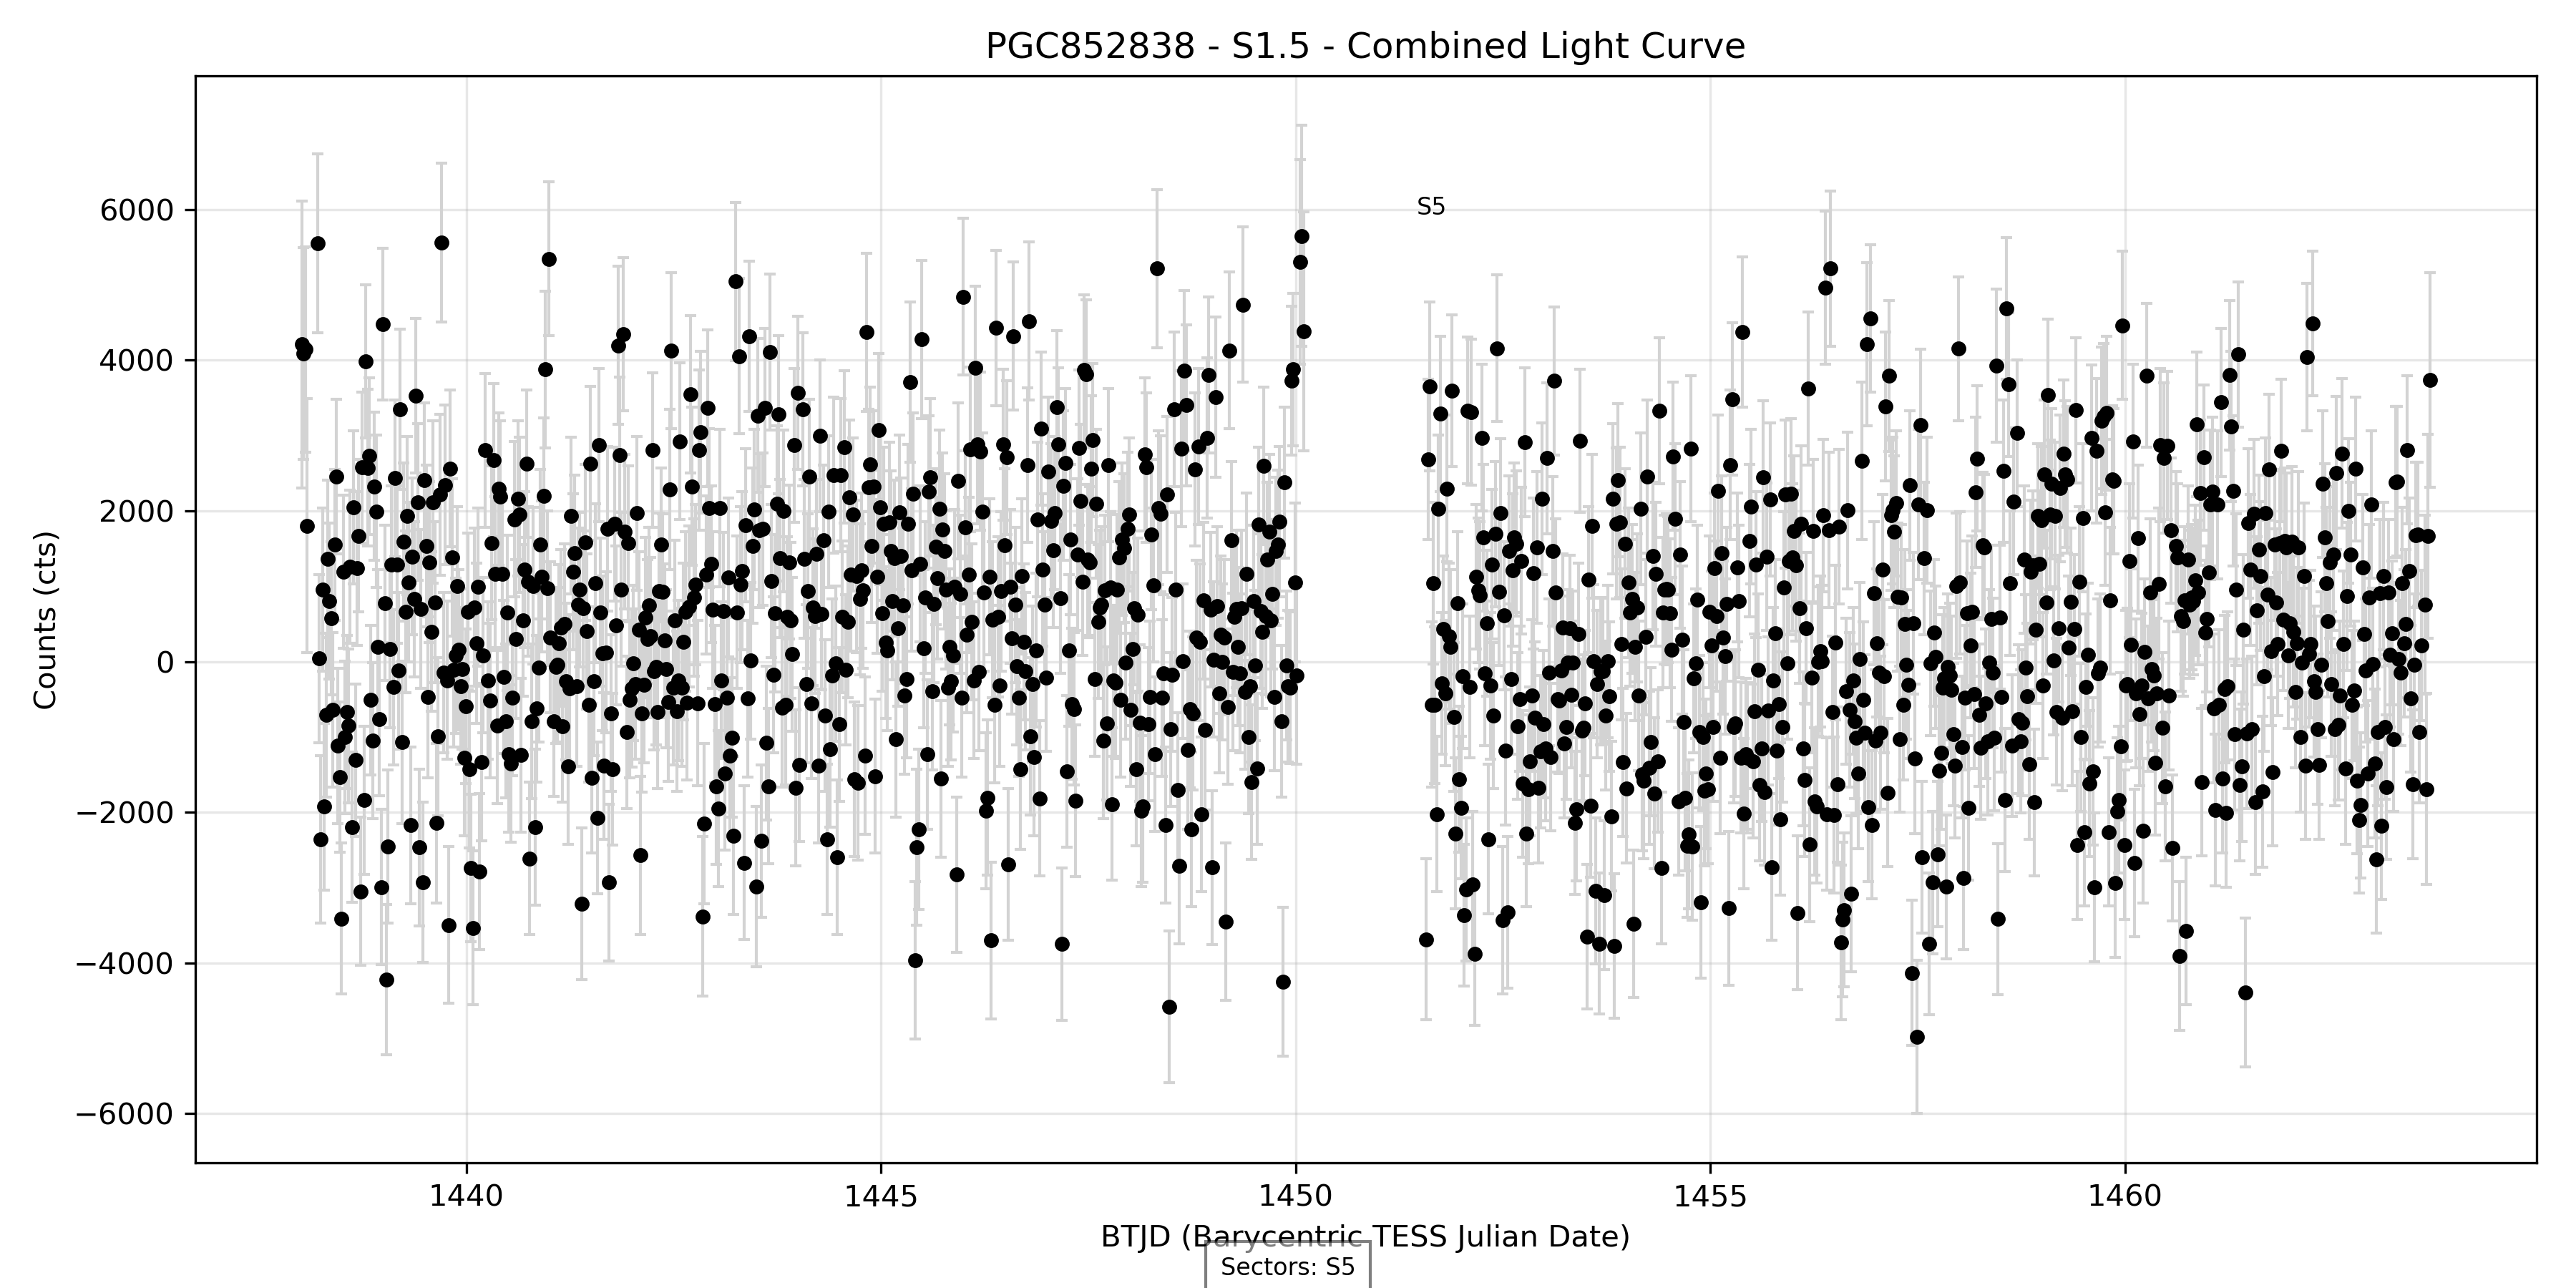 PGC852838 - S1.5 - Combined Light Curve
Counts (cts)
6000
4000
2000
0
−2000
−4000
−6000
S5
1440
1445
1450
1455
1460
BTJD (Barycentric TESS Julian Date)
Sectors: S5